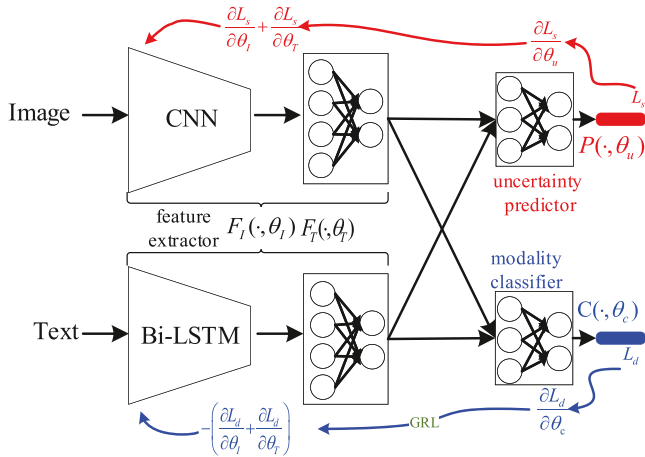 ∂L_s/∂θ_I + ∂L_s/∂θ_T
∂L_s/∂θ_u
L_s
Image
CNN
P(·,θ_u)
uncertainty
predictor
feature
extractor
F_I(·,θ_I) F_T(·,θ_T)
modality
classifier
C(·,θ_c)
Text
Bi-LSTM
L_d
−(∂L_d/∂θ_I + ∂L_d/∂θ_T)
GRL
∂L_d/∂θ_c